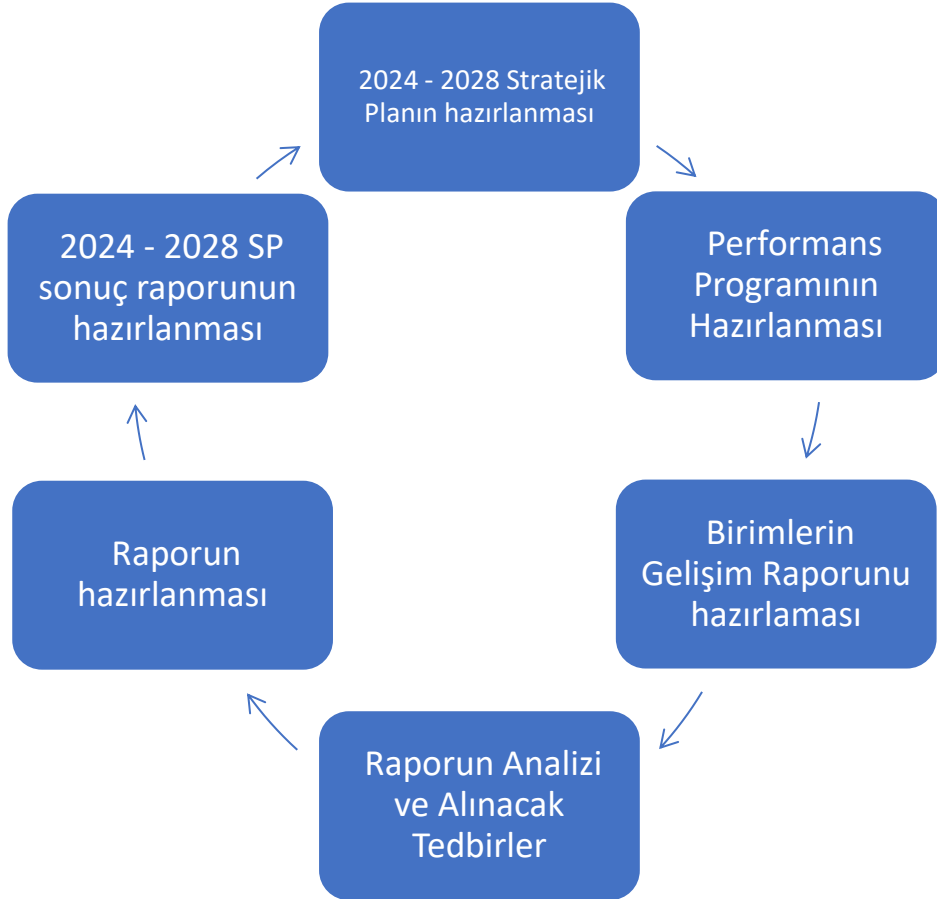 2024 - 2028 Stratejik
Planın hazırlanması
Performans
Programının
Hazırlanması
Birimlerin
Gelişim Raporunu
hazırlaması
Raporun Analizi
ve Alınacak
Tedbirler
Raporun
hazırlanması
2024 - 2028 SP
sonuç raporunun
hazırlanması